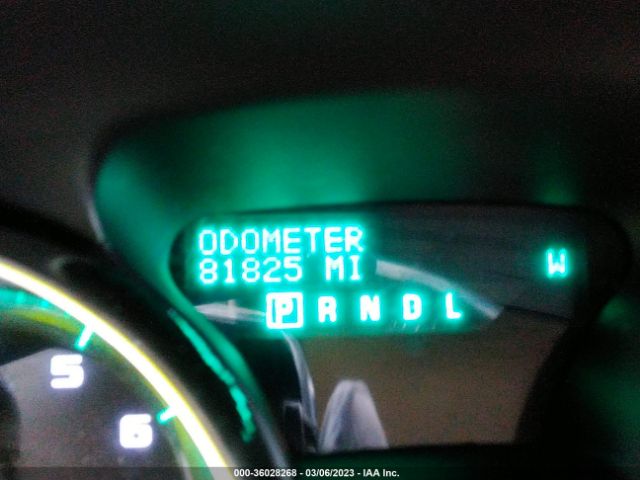 ODOMETER
81825 MI
W
P R N D L
5
6
000-36028268 - 03/06/2023 - IAA Inc.